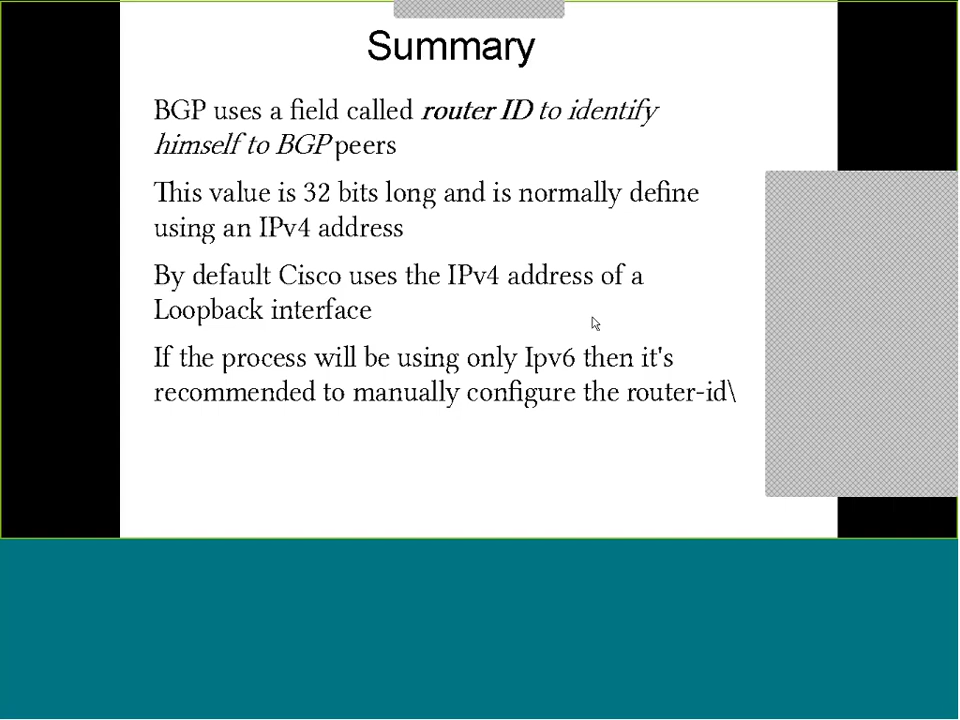 Summary
BGP uses a field called router ID to identify
himself to BGP peers
This value is 32 bits long and is normally define
using an IPv4 address
By default Cisco uses the IPv4 address of a
Loopback interface
If the process will be using only Ipv6 then it's
recommended to manually configure the router-id\